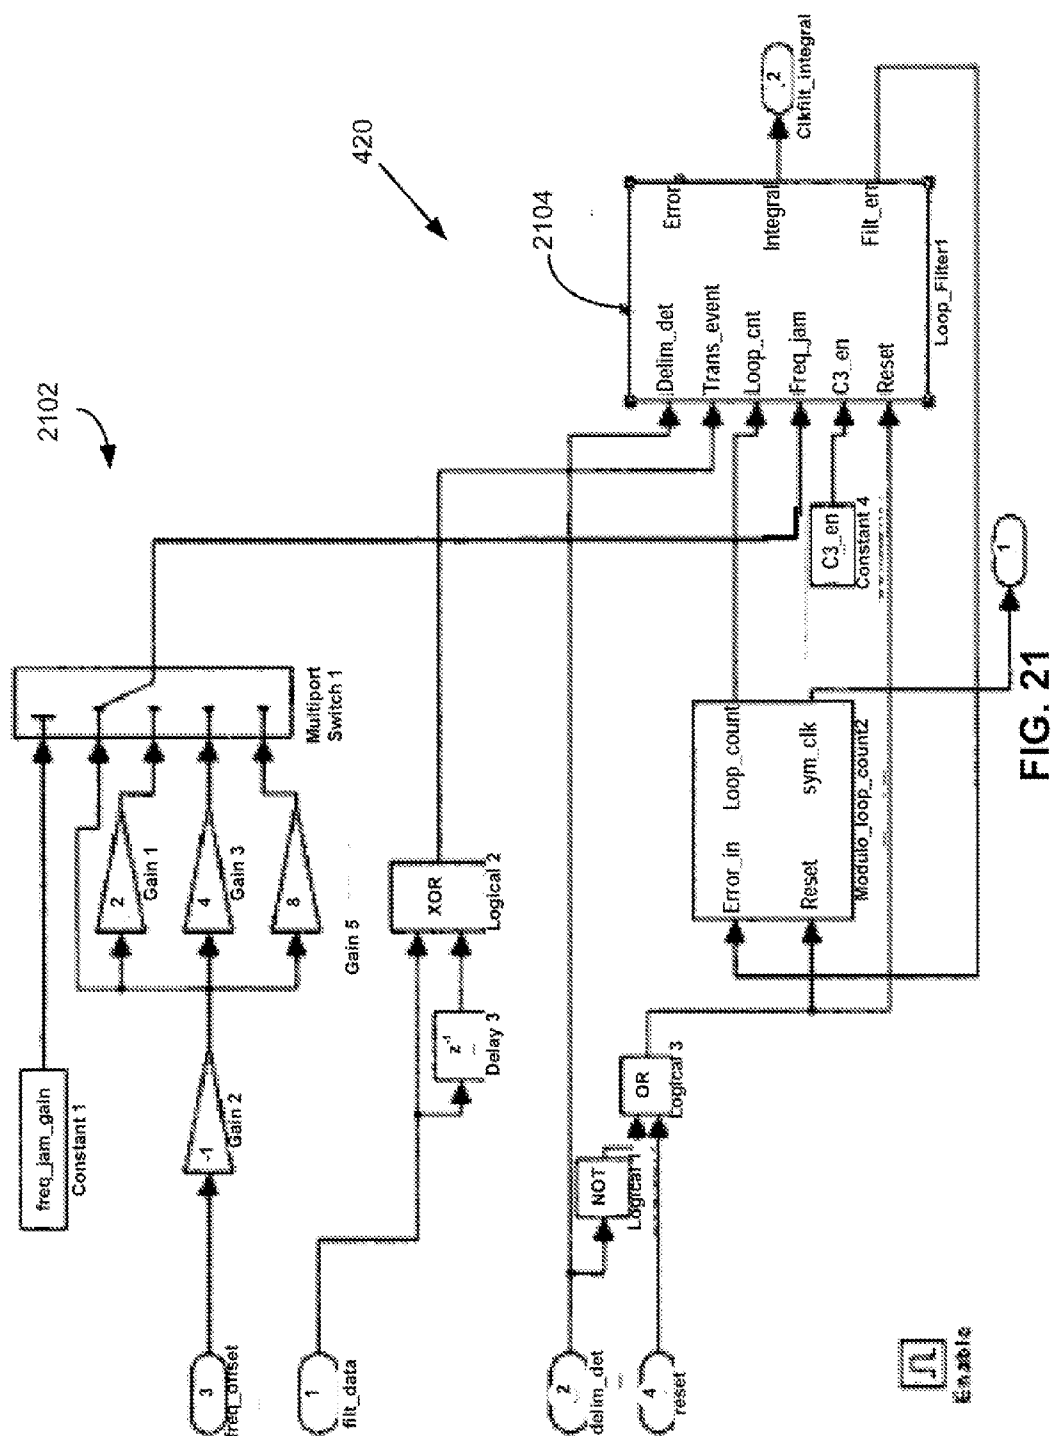 2102
420
2104
freq_jam_gain
Constant 1
3
freq_offset
-1
Gain 2
2
Gain 1
4
Gain 3
8
Gain 5
Multiport
Switch 1
1
filt_data
z-1
Delay 3
XOR
Logical 2
2
delim_det
4
reset
NOT
Logical 1
OR
Logical 3
Error_in
Loop_count
Reset
sym_clk
Modulo_loop_count2
C3_en
Constant 4
1
Delim_det
Trans_event
Loop_cnt
Freq_jam
C3_en
Reset
Error
Integral
Filt_err
Loop_Filter1
2
Clkfilt_integral
Enable
FIG. 21